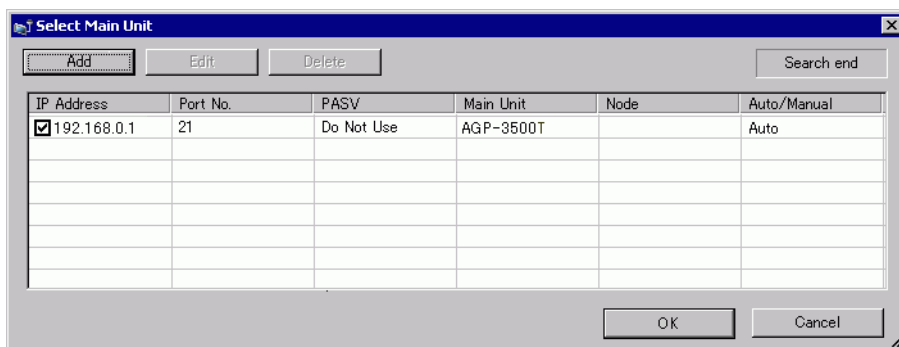 Select Main Unit
Add Edit Delete Search end
IP Address Port No. PASV Main Unit Node Auto/Manual
192.168.0.1 21 Do Not Use AGP-3500T Auto
OK Cancel